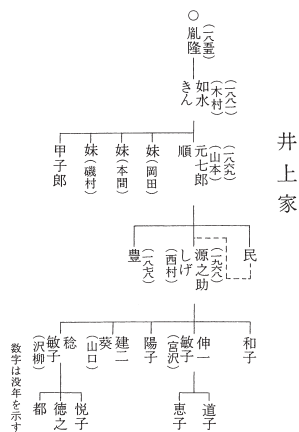 井上家
○
胤隆
(一八五五)
(一八八一)
(木村)
如水
きん
(一八六九)
(山本)
元七郎
順
妹(岡田)
妹(本間)
妹(磯村)
甲子郎
民
(一九六八)
源之助
しげ
(西村)
豊
(一八七八)
和子
伸一
敏子
(宮沢)
陽子
建二
葵
(山口)
稔
敏子
(沢柳)
道子
恵子
悦子
徳之
都
数字は没年を示す